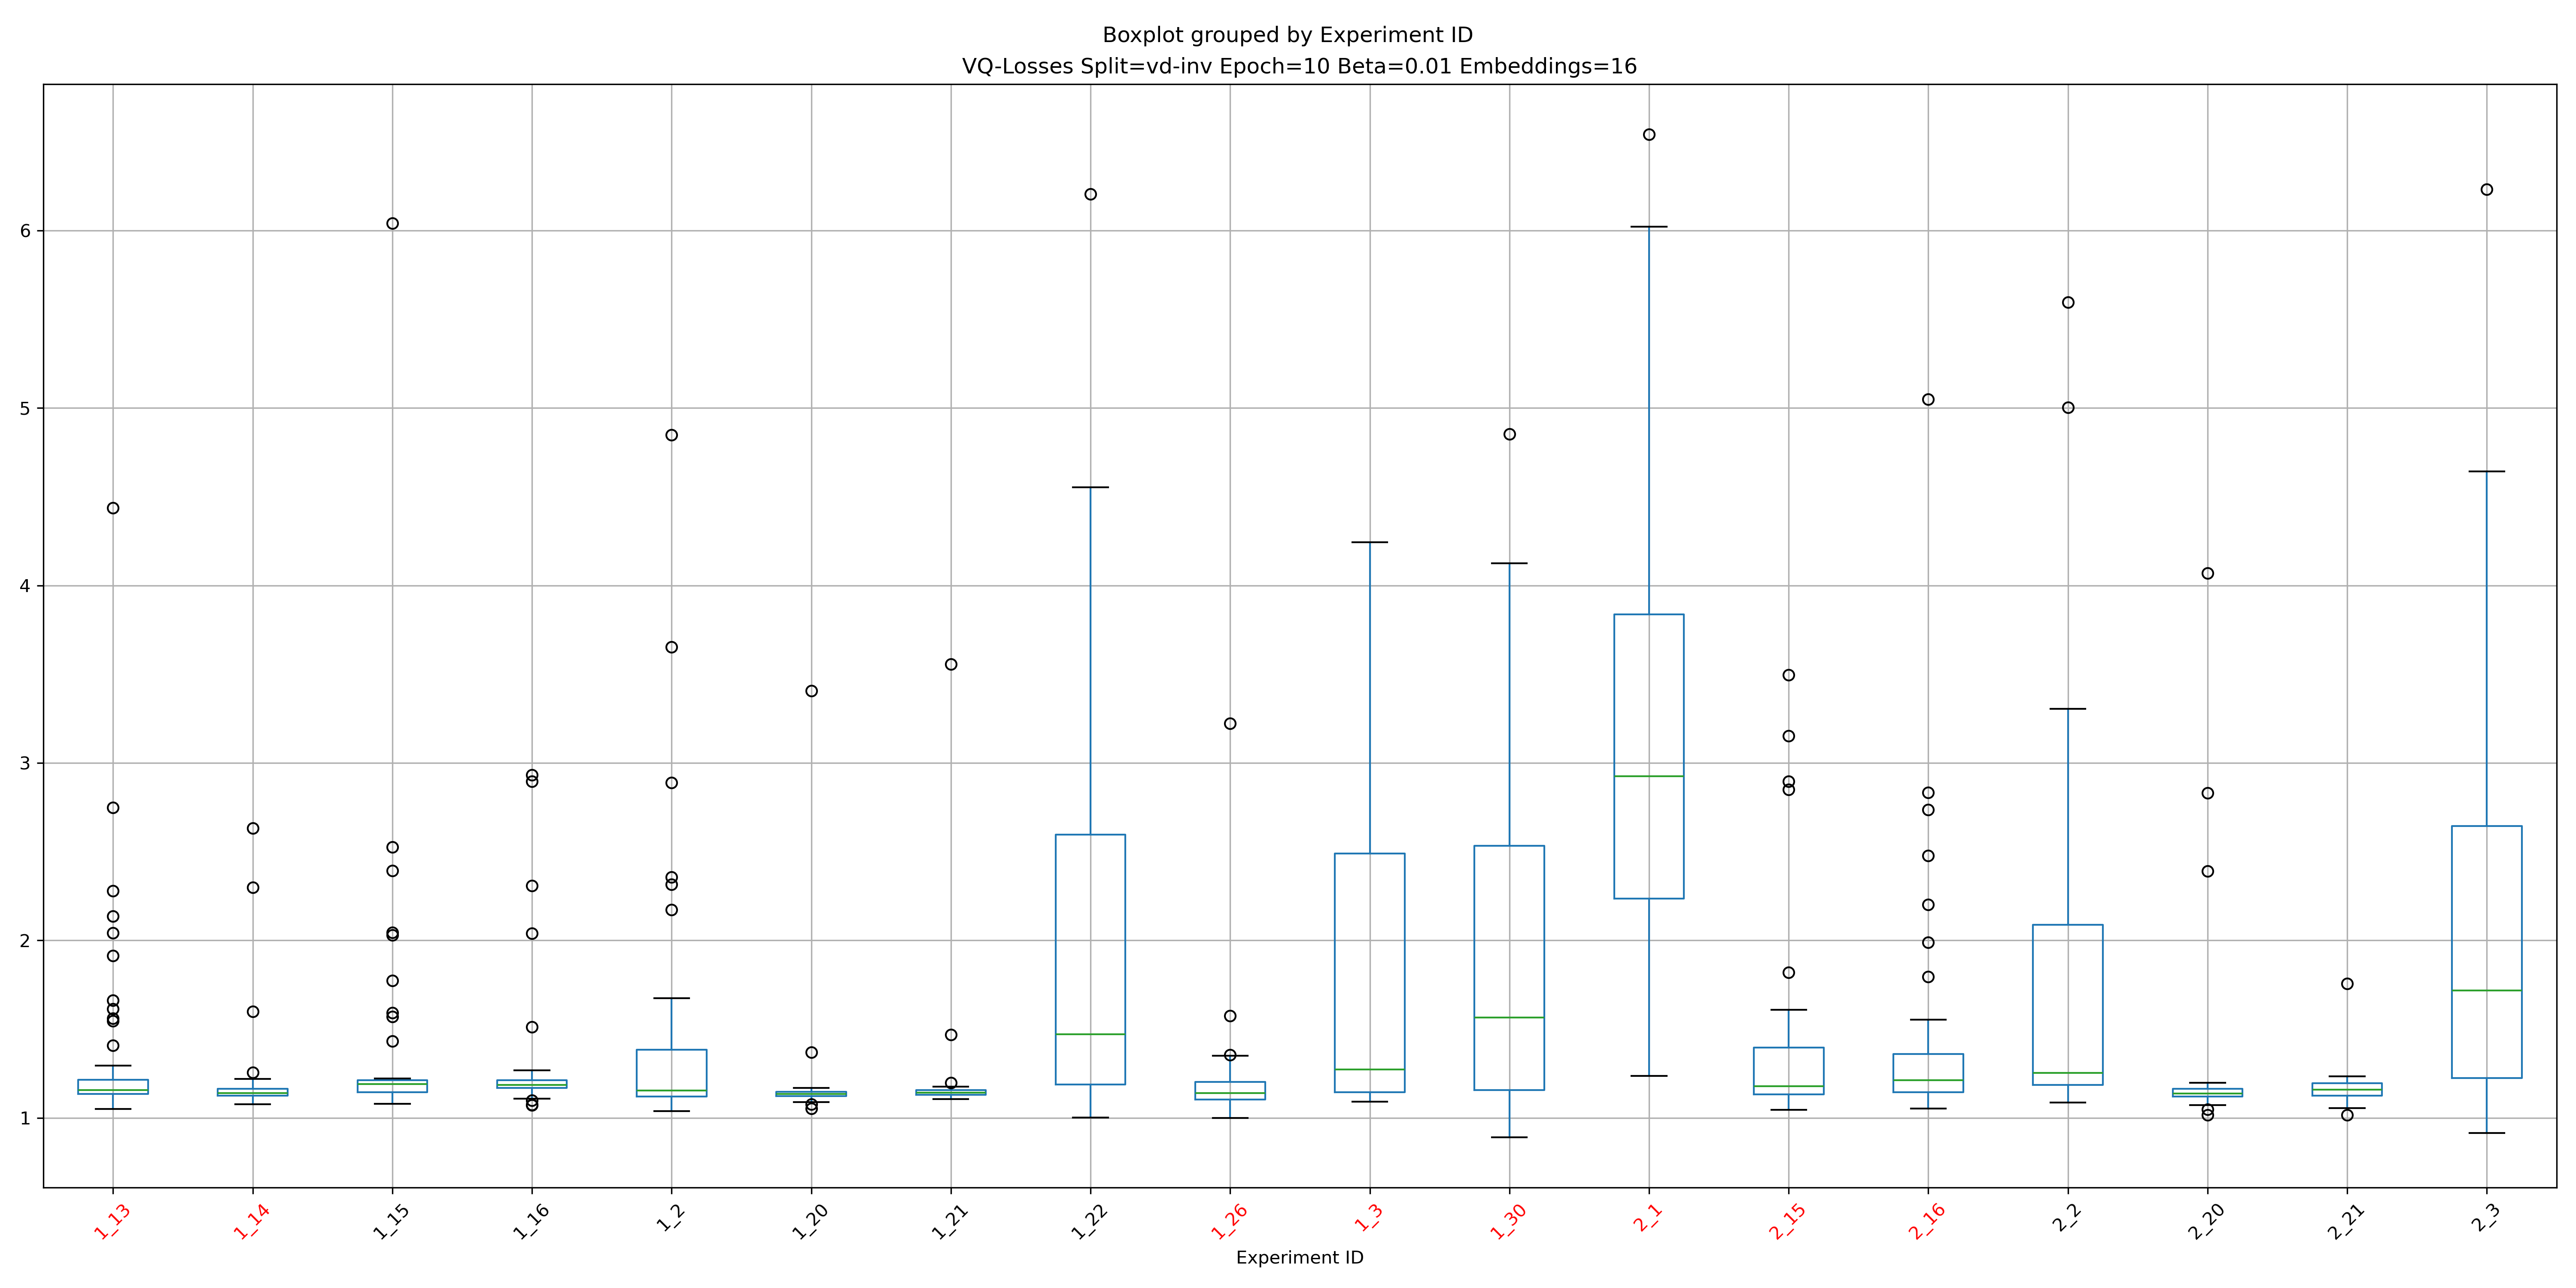 Boxplot grouped by Experiment ID
VQ-Losses Split=vd-inv Epoch=10 Beta=0.01 Embeddings=16
6
5
4
3
2
1
1_13 1_14 1_15 1_16 1_2 1_20 1_21 1_22 1_26 1_3 1_30 2_1 2_15 2_16 2_2 2_20 2_21 2_3
Experiment ID